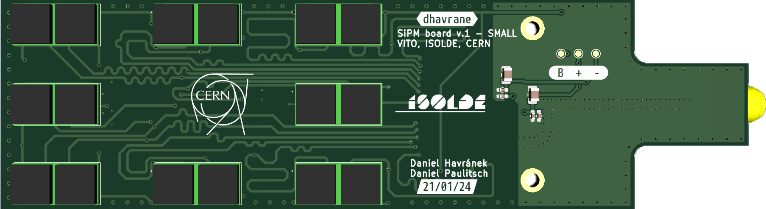 dhavrane
SiPM board v.1 – SMALL
VITO, ISOLDE, CERN
B + -
CERN
ISOLDE
Daniel Havránek
Daniel Paulitsch
21/01/24